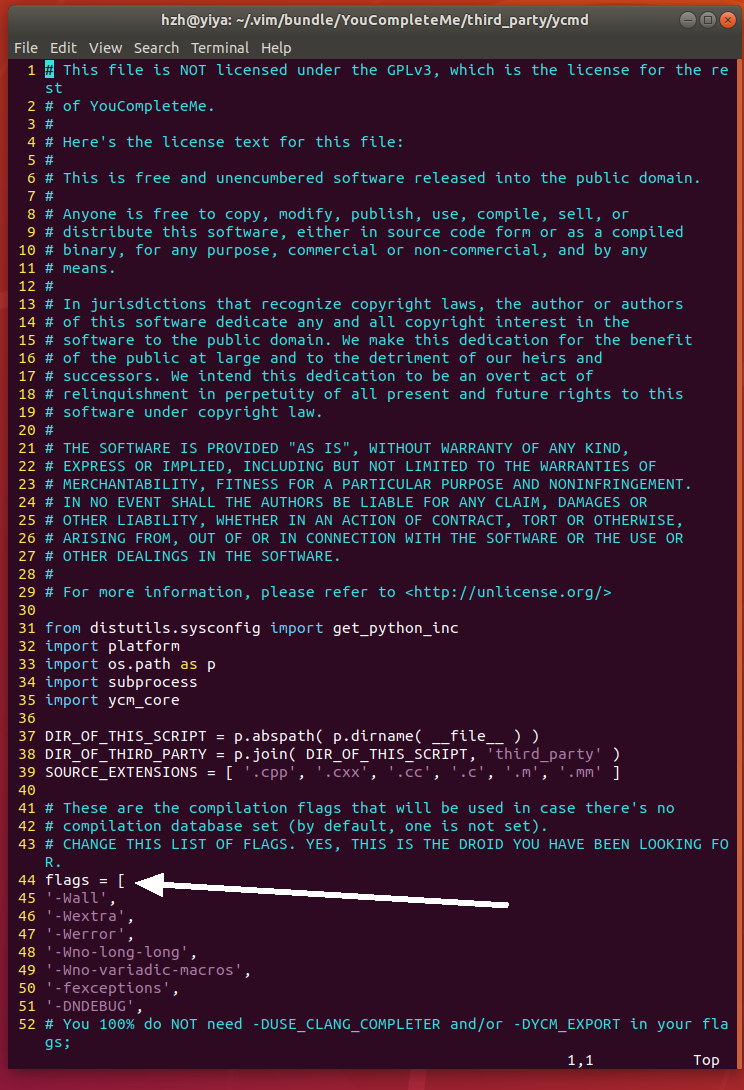 hzh@yiya: ~/.vim/bundle/YouCompleteMe/third_party/ycmd
File Edit View Search Terminal Help
1 # This file is NOT licensed under the GPLv3, which is the license for the re
st
2 # of YouCompleteMe.
3 #
4 # Here's the license text for this file:
5 #
6 # This is free and unencumbered software released into the public domain.
7 #
8 # Anyone is free to copy, modify, publish, use, compile, sell, or
9 # distribute this software, either in source code form or as a compiled
10 # binary, for any purpose, commercial or non-commercial, and by any
11 # means.
12 #
13 # In jurisdictions that recognize copyright laws, the author or authors
14 # of this software dedicate any and all copyright interest in the
15 # software to the public domain. We make this dedication for the benefit
16 # of the public at large and to the detriment of our heirs and
17 # successors. We intend this dedication to be an overt act of
18 # relinquishment in perpetuity of all present and future rights to this
19 # software under copyright law.
20 #
21 # THE SOFTWARE IS PROVIDED "AS IS", WITHOUT WARRANTY OF ANY KIND,
22 # EXPRESS OR IMPLIED, INCLUDING BUT NOT LIMITED TO THE WARRANTIES OF
23 # MERCHANTABILITY, FITNESS FOR A PARTICULAR PURPOSE AND NONINFRINGEMENT.
24 # IN NO EVENT SHALL THE AUTHORS BE LIABLE FOR ANY CLAIM, DAMAGES OR
25 # OTHER LIABILITY, WHETHER IN AN ACTION OF CONTRACT, TORT OR OTHERWISE,
26 # ARISING FROM, OUT OF OR IN CONNECTION WITH THE SOFTWARE OR THE USE OR
27 # OTHER DEALINGS IN THE SOFTWARE.
28 #
29 # For more information, please refer to <http://unlicense.org/>
30
31 from distutils.sysconfig import get_python_inc
32 import platform
33 import os.path as p
34 import subprocess
35 import ycm_core
36
37 DIR_OF_THIS_SCRIPT = p.abspath( p.dirname( __file__ ) )
38 DIR_OF_THIRD_PARTY = p.join( DIR_OF_THIS_SCRIPT, 'third_party' )
39 SOURCE_EXTENSIONS = [ '.cpp', '.cxx', '.cc', '.c', '.m', '.mm' ]
40
41 # These are the compilation flags that will be used in case there's no
42 # compilation database set (by default, one is not set).
43 # CHANGE THIS LIST OF FLAGS. YES, THIS IS THE DROID YOU HAVE BEEN LOOKING FO
R.
44 flags = [
45 '-Wall',
46 '-Wextra',
47 '-Werror',
48 '-Wno-long-long',
49 '-Wno-variadic-macros',
50 '-fexceptions',
51 '-DNDEBUG',
52 # You 100% do NOT need -DUSE_CLANG_COMPLETER and/or -DYCM_EXPORT in your fla
gs;
1,1 Top